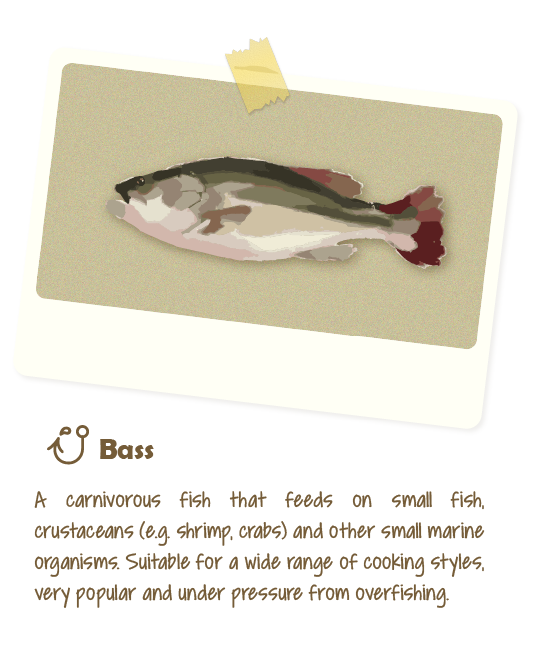 Bass
A carnivorous fish that feeds on small fish,
crustaceans (e.g. shrimp, crabs) and other small marine
organisms. Suitable for a wide range of cooking styles,
very popular and under pressure from overfishing.